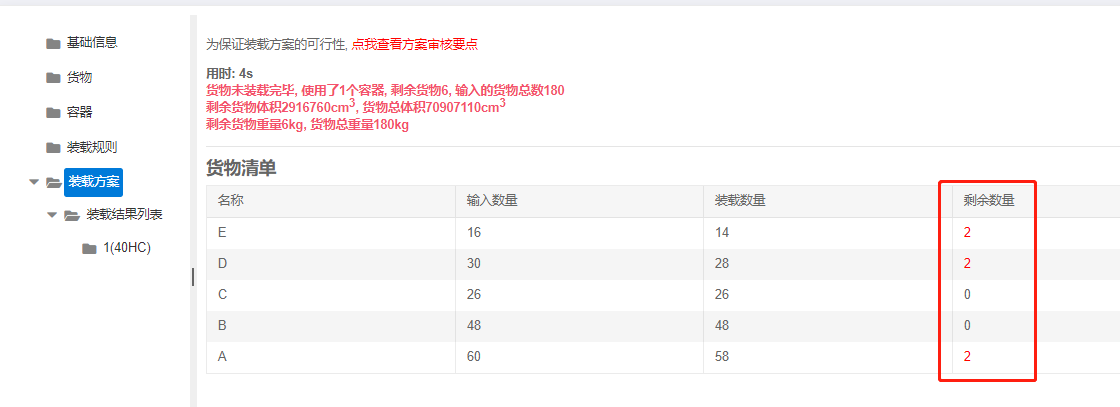 基础信息
货物
容器
装载规则
装载方案
装载结果列表
1(40HC)
为保证装载方案的可行性, 点我查看方案审核要点
用时: 4s
货物未装载完毕, 使用了1个容器, 剩余货物6, 输入的货物总数180
剩余货物体积2916760cm3, 货物总体积70907110cm3
剩余货物重量6kg, 货物总重量180kg
货物清单
名称 输入数量 装载数量 剩余数量
E 16 14 2
D 30 28 2
C 26 26 0
B 48 48 0
A 60 58 2